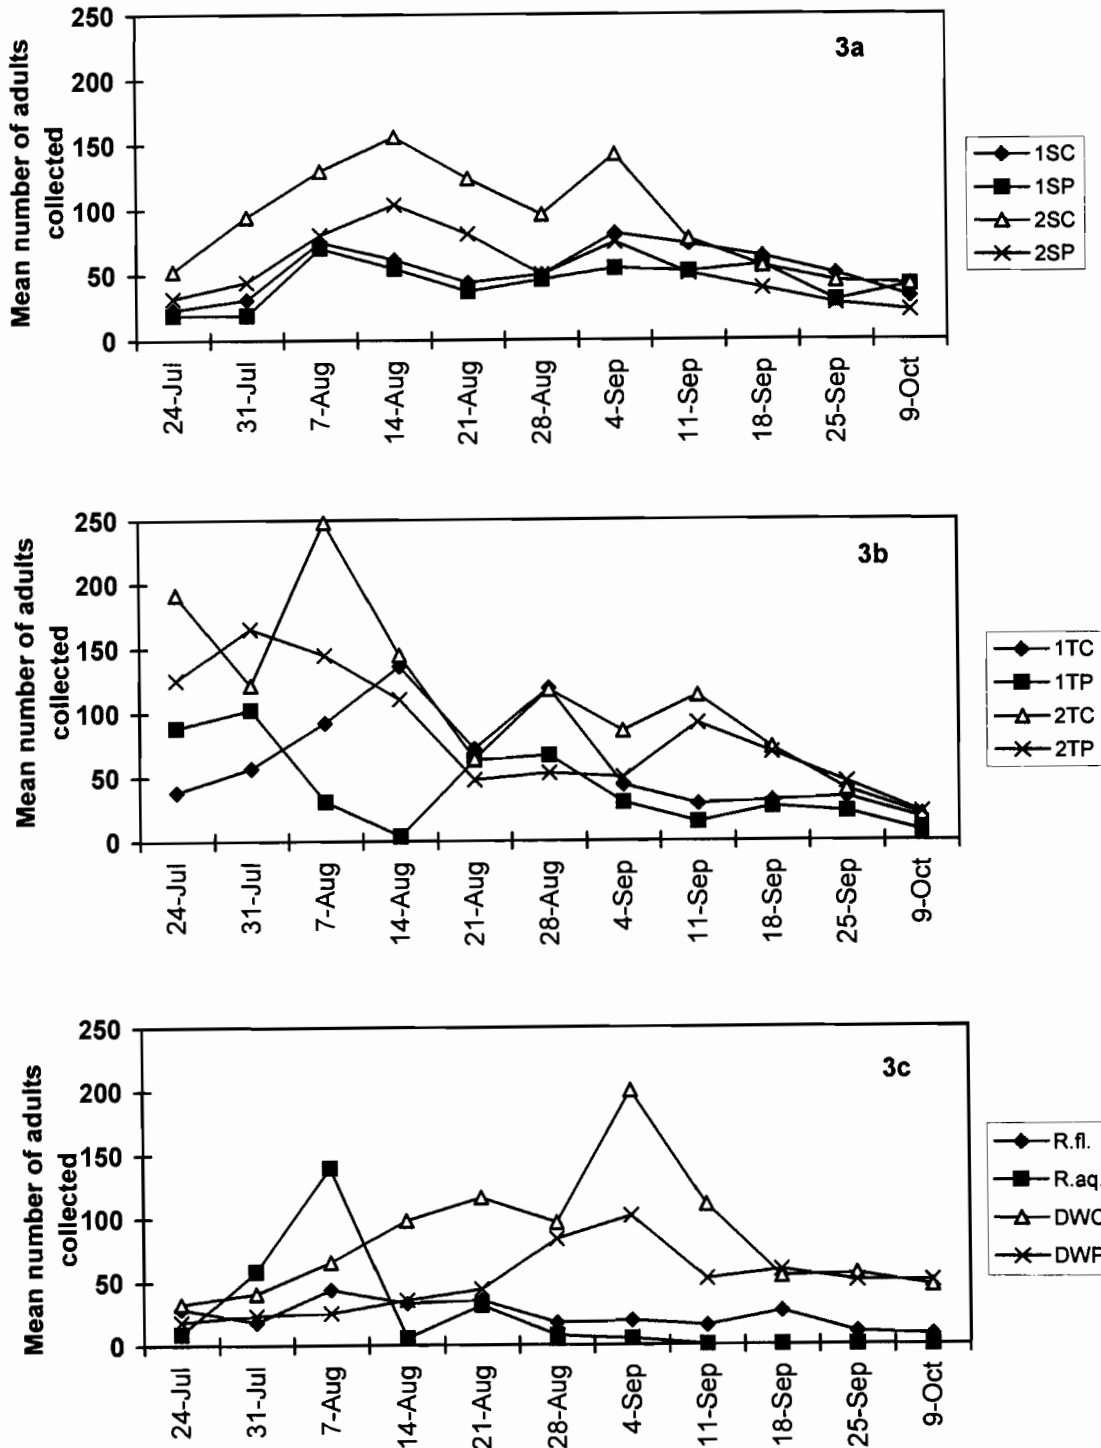 3a
Mean number of adults
collected
250
200
150
100
50
0
24-Jul
31-Jul
7-Aug
14-Aug
21-Aug
28-Aug
4-Sep
11-Sep
18-Sep
25-Sep
9-Oct
1SC
1SP
2SC
2SP
3b
Mean number of adults
collected
250
200
150
100
50
0
24-Jul
31-Jul
7-Aug
14-Aug
21-Aug
28-Aug
4-Sep
11-Sep
18-Sep
25-Sep
9-Oct
1TC
1TP
2TC
2TP
3c
Mean number of adults
collected
250
200
150
100
50
0
24-Jul
31-Jul
7-Aug
14-Aug
21-Aug
28-Aug
4-Sep
11-Sep
18-Sep
25-Sep
9-Oct
R.fl.
R.aq.
DWC
DWP